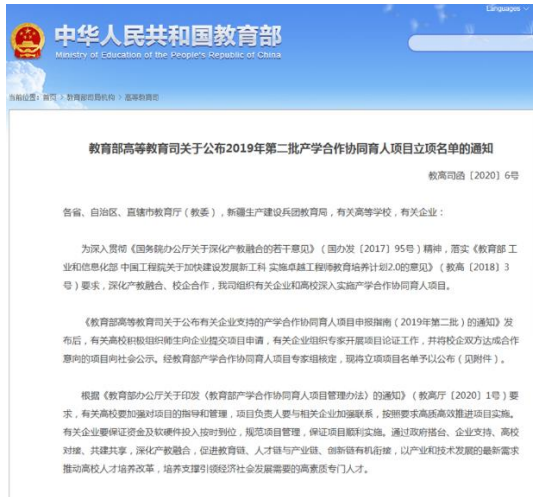 Languages
中华人民共和国教育部
Ministry of Education of the People's Republic of China
当前位置：首页 > 教育部司局机构 > 高等教育司
教育部高等教育司关于公布2019年第二批产学合作协同育人项目立项名单的通知
教高司函〔2020〕6号
各省、自治区、直辖市教育厅（教委），新疆生产建设兵团教育局，有关高等学校，有关企业：
为深入贯彻《国务院办公厅关于深化产教融合的若干意见》（国办发〔2017〕95号）精神，落实《教育部 工
业和信息化部 中国工程院关于加快建设发展新工科 实施卓越工程师教育培养计划2.0的意见》（教高〔2018〕3
号）要求，深化产教融合、校企合作，我司组织有关企业和高校深入实施产学合作协同育人项目。
《教育部高等教育司关于公布有关企业支持的产学合作协同育人项目申报指南（2019年第二批）的通知》发
布后，有关高校积极组织师生向企业提交项目申请，有关企业组织专家开展项目论证工作，并将校企双方达成合作
意向的项目向社会公示。经教育部产学合作协同育人项目专家组核定，现将立项项目名单予以公布（见附件）。
根据《教育部办公厅关于印发〈教育部产学合作协同育人项目管理办法〉的通知》（教高厅〔2020〕1号）要
求，有关高校要加强对项目的指导和管理，项目负责人要与相关企业加强联系，按照要求高质高效推进项目实施。
有关企业要保证资金及软硬件投入按时到位，规范项目管理，保证项目顺利实施。通过政府搭台、企业支持、高校
对接、共建共享，深化产教融合，促进教育链、人才链与产业链、创新链有机衔接，以产业和技术发展的最新需求
推动高校人才培养改革，培养支撑引领经济社会发展需要的高素质专门人才。